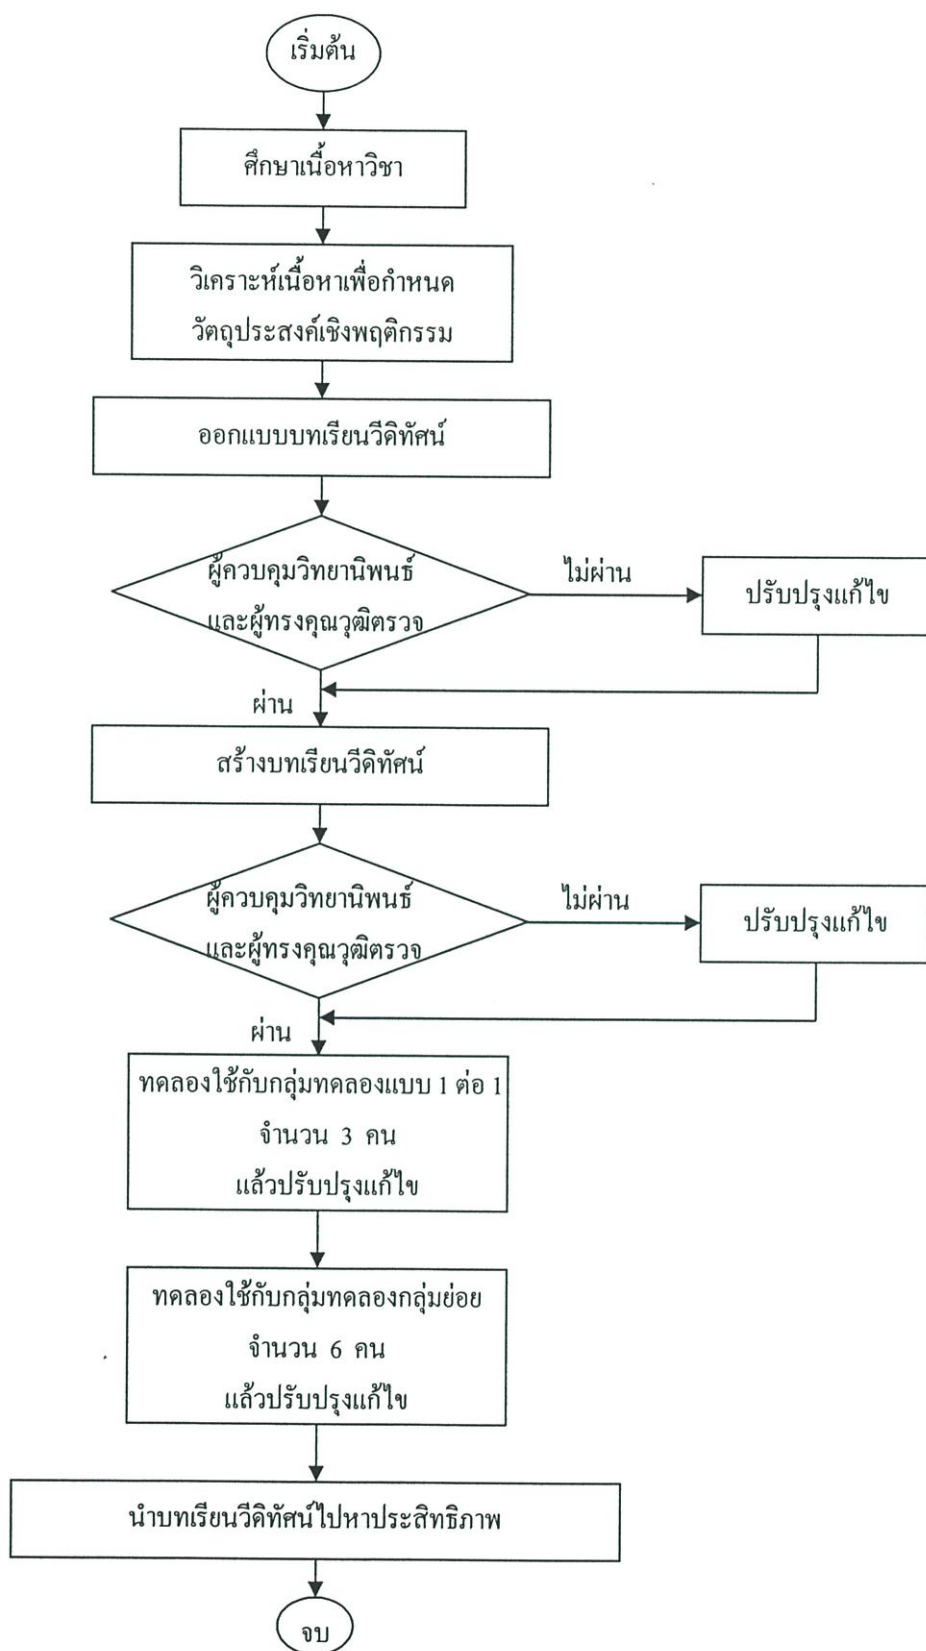 เริ่มต้น
ศึกษาเนื้อหาวิชา
วิเคราะห์เนื้อหาเพื่อกำหนด
วัตถุประสงค์เชิงพฤติกรรม
ออกแบบบทเรียนวีดิทัศน์
ผู้ควบคุมวิทยานิพนธ์
และผู้ทรงคุณวุฒิตรวจ
ไม่ผ่าน
ปรับปรุงแก้ไข
ผ่าน
สร้างบทเรียนวีดิทัศน์
ผู้ควบคุมวิทยานิพนธ์
และผู้ทรงคุณวุฒิตรวจ
ไม่ผ่าน
ปรับปรุงแก้ไข
ผ่าน
ทดลองใช้กับกลุ่มทดลองแบบ 1 ต่อ 1
จำนวน 3 คน
แล้วปรับปรุงแก้ไข
ทดลองใช้กับกลุ่มทดลองกลุ่มย่อย
จำนวน 6 คน
แล้วปรับปรุงแก้ไข
นำบทเรียนวีดิทัศน์ไปหาประสิทธิภาพ
จบ